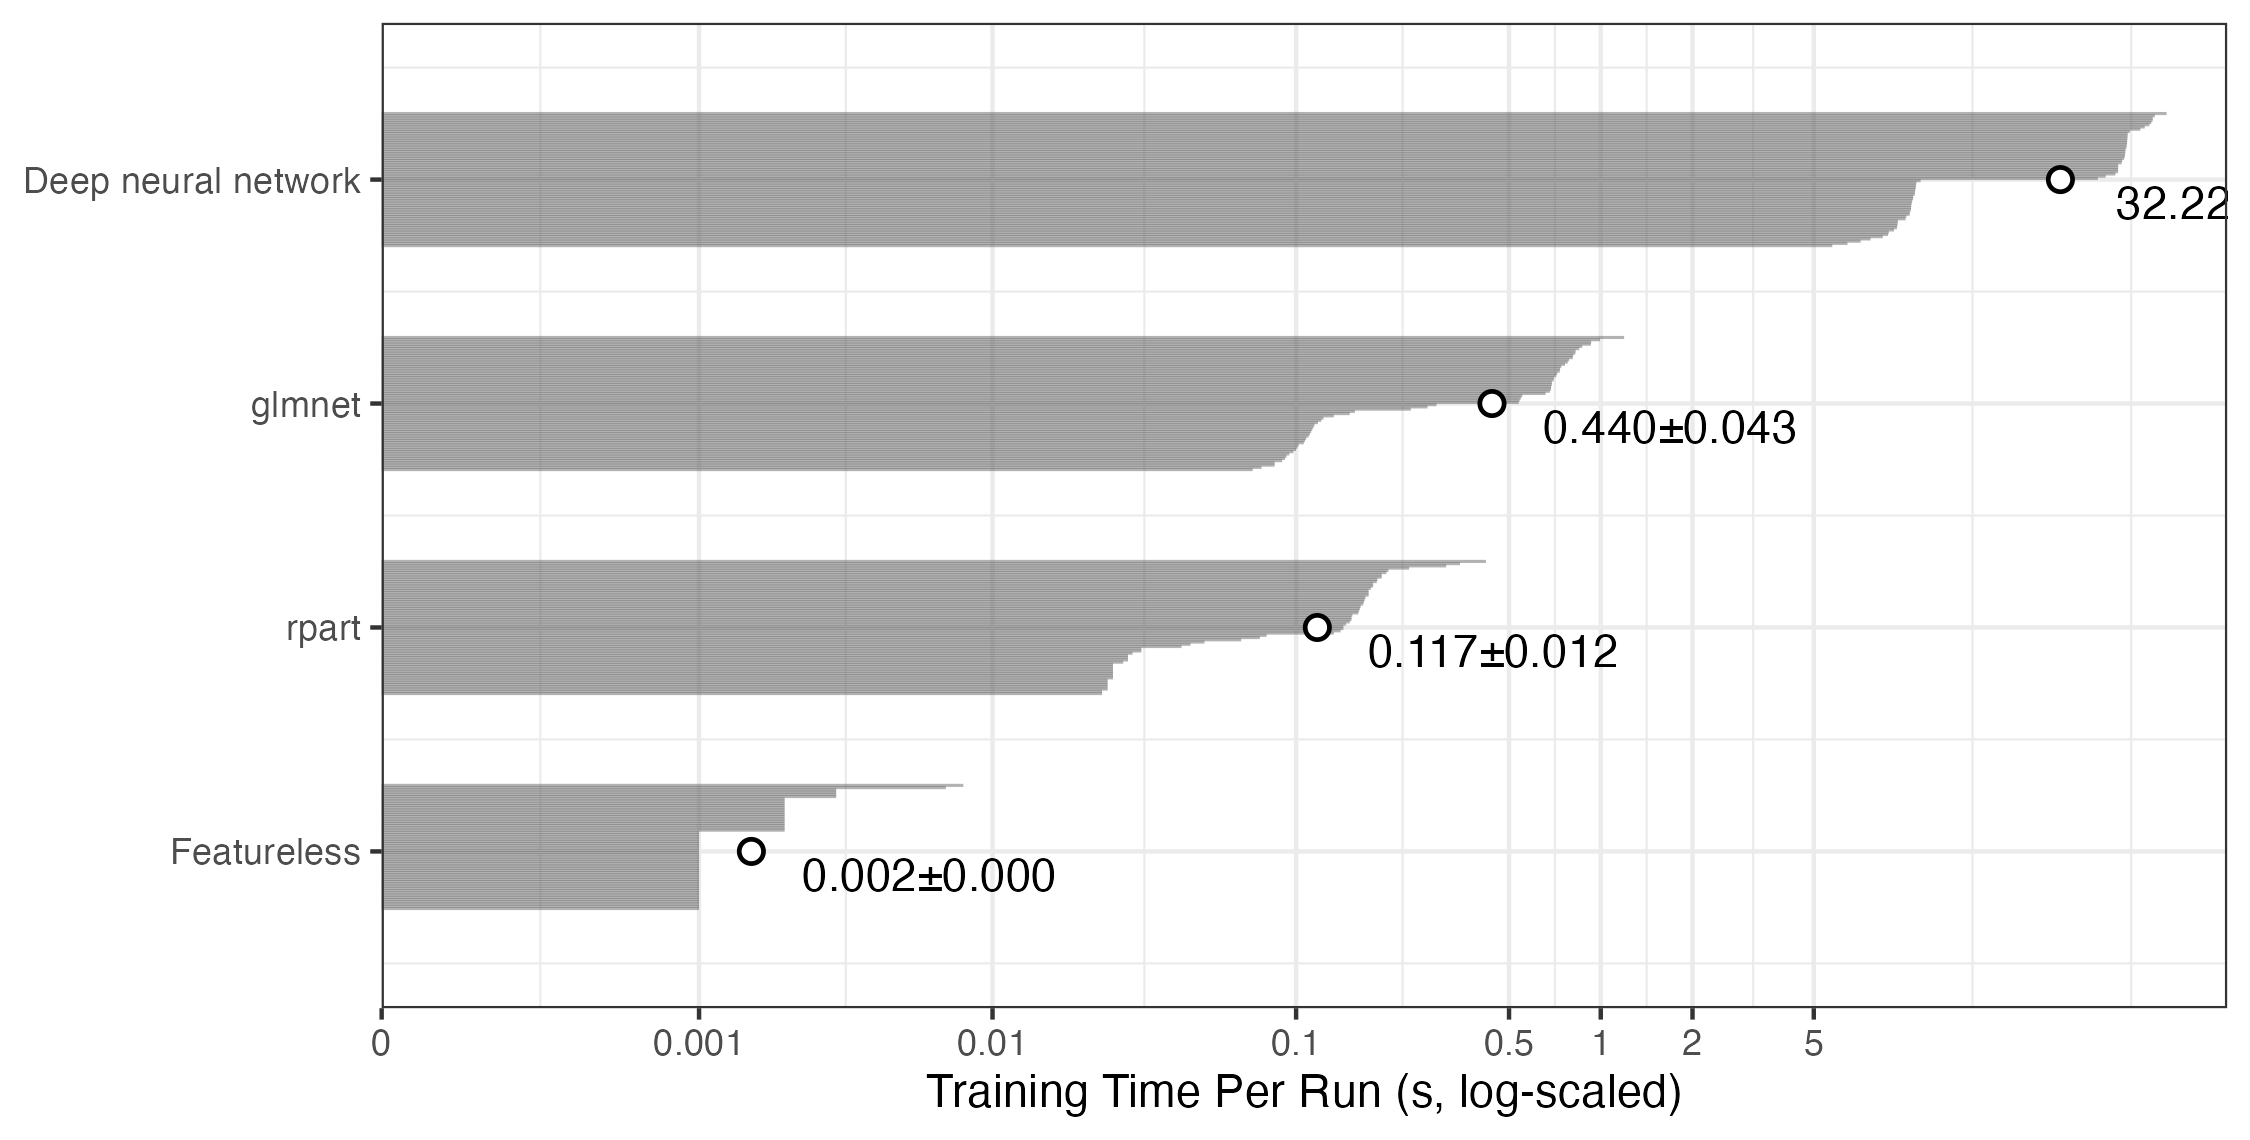 Deep neural network
32.22
glmnet
0.440±0.043
rpart
0.117±0.012
Featureless
0.002±0.000
0 0.001 0.01 0.1 0.5 1 2 5
Training Time Per Run (s, log-scaled)